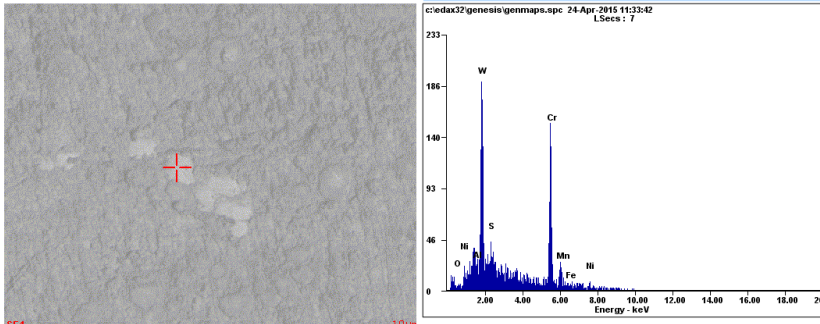 c:\edax32\genesis\genmaps.spc 24-Apr-2015 11:33:42
LSecs : 7
233
186
140
93
46
0
W
Cr
S
Ni
A
O
Mn
Fe
Ni
2.00 4.00 6.00 8.00 10.00 12.00 14.00 16.00 18.00
Energy - keV